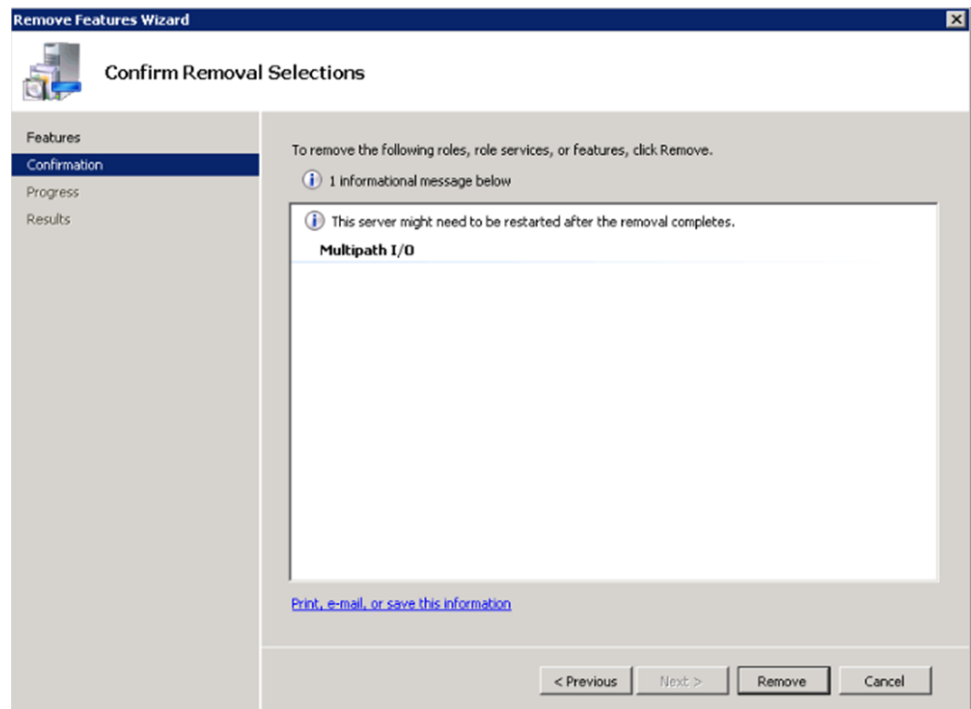 Remove Features Wizard
Confirm Removal Selections
Features
Confirmation
Progress
Results
To remove the following roles, role services, or features, click Remove.
1 informational message below
This server might need to be restarted after the removal completes.
Multipath I/O
Print, e-mail, or save this information
< Previous
Next >
Remove
Cancel